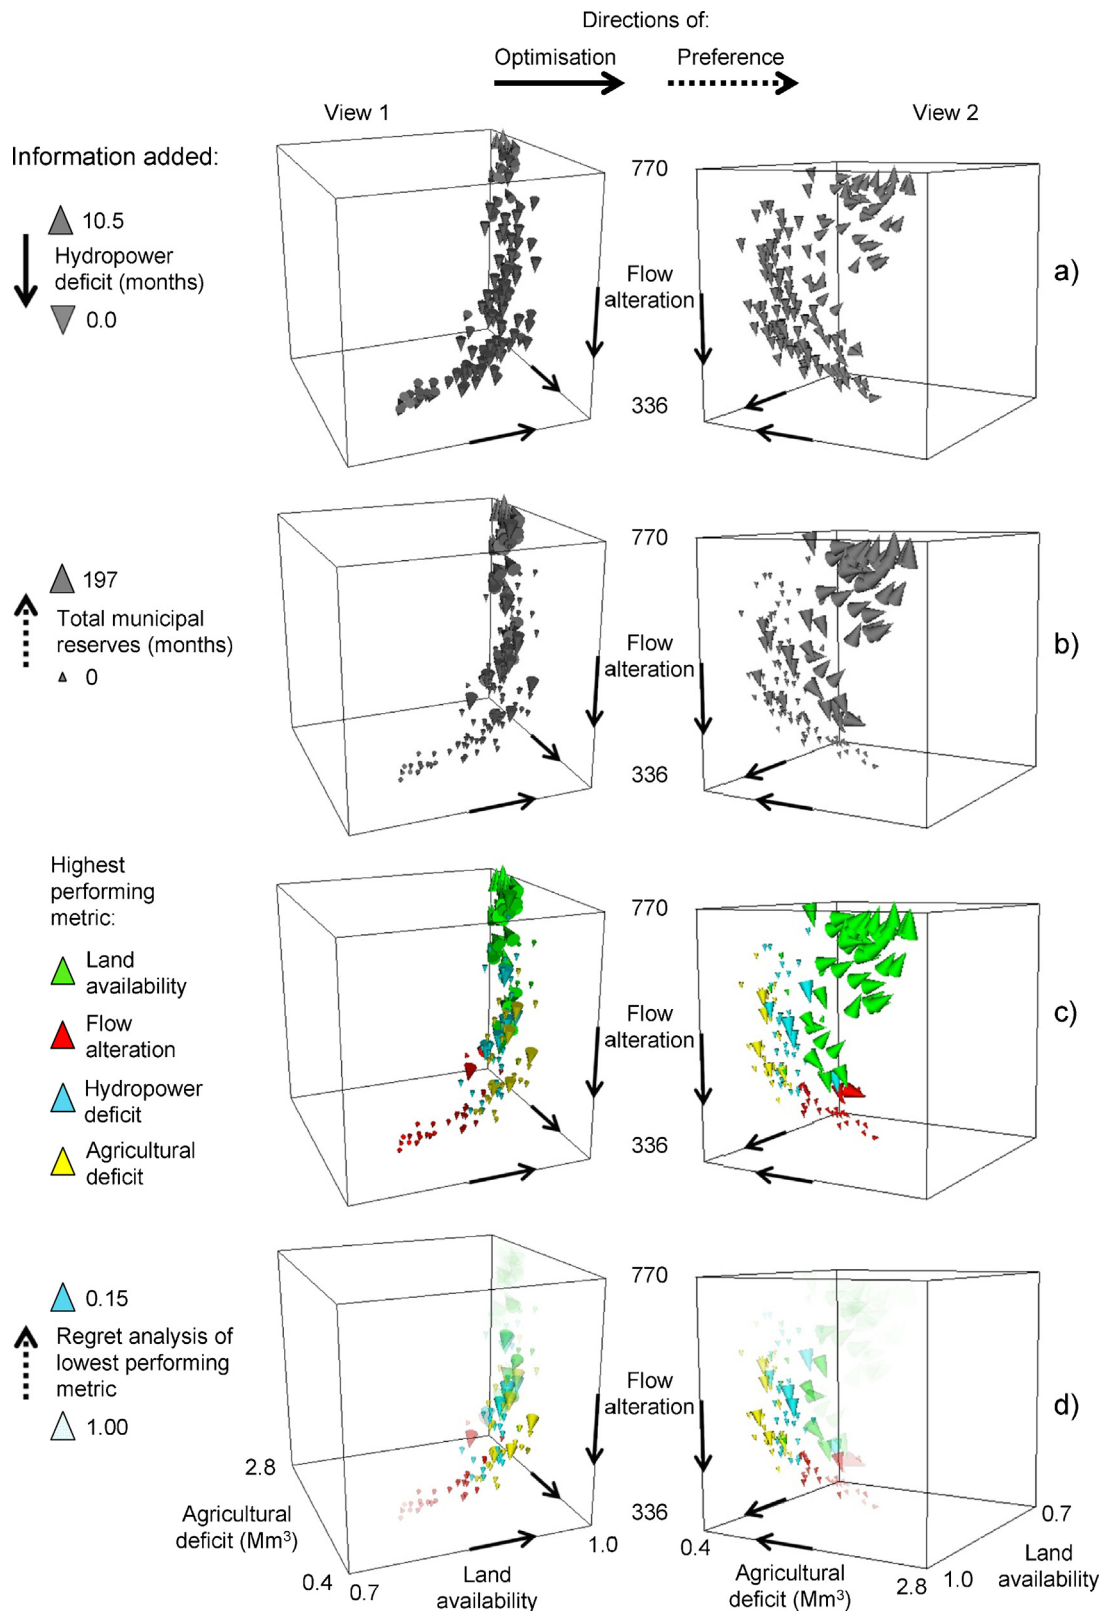 Directions of:
Optimisation
Preference
View 1
View 2
Information added:
10.5
Hydropower
deficit (months)
0.0
770
Flow
alteration
336
a)
197
Total municipal
reserves (months)
0
770
Flow
alteration
336
b)
Highest
performing
metric:
Land
availability
Flow
alteration
Hydropower
deficit
Agricultural
deficit
770
Flow
alteration
336
c)
0.15
Regret analysis of
lowest performing
metric
1.00
770
Flow
alteration
336
d)
2.8
Agricultural
deficit (Mm³)
0.4
0.7
Land
availability
1.0
0.4
Agricultural
deficit (Mm³)
2.8
1.0
Land
availability
0.7